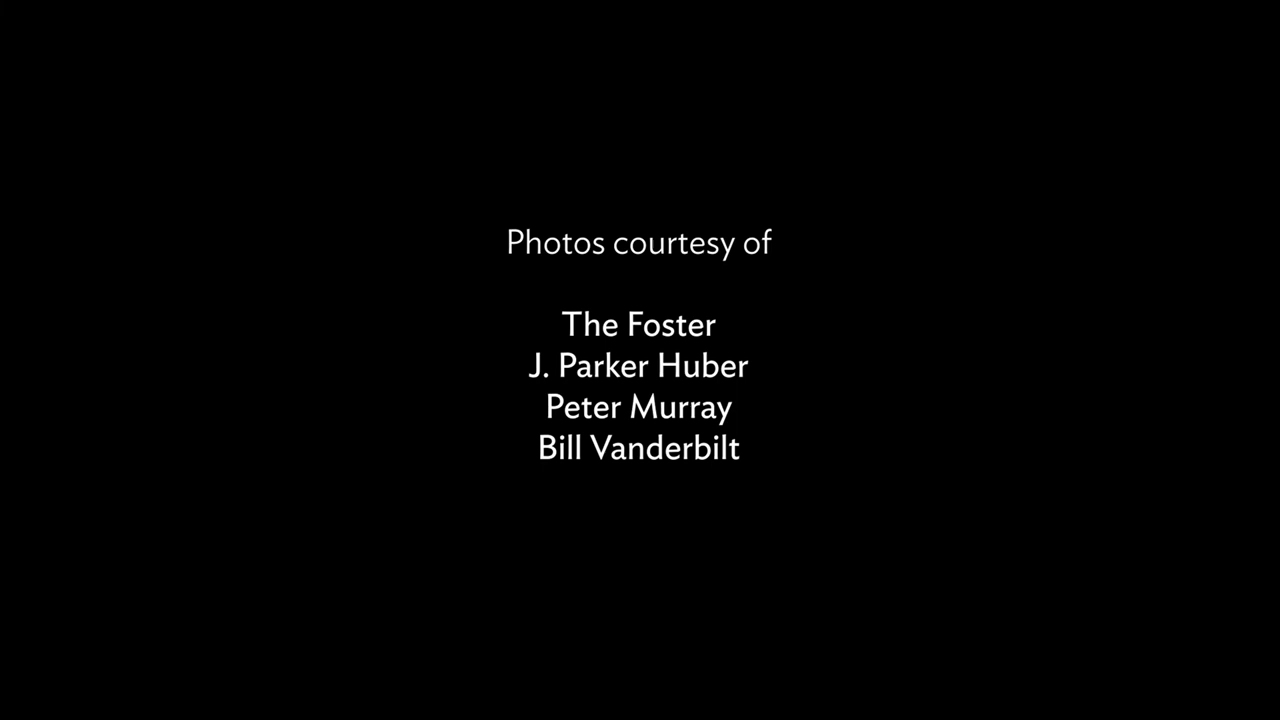 Photos courtesy of
The Foster
J. Parker Huber
Peter Murray
Bill Vanderbilt